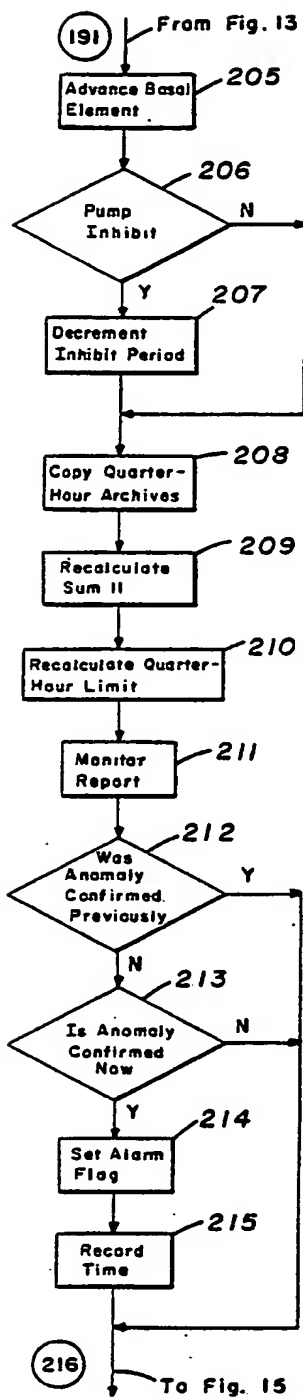 191
From Fig. 13
Advance Basal
Element
205
206
Pump
Inhibit
N
Y
207
Decrement
Inhibit Period
208
Copy Quarter-
Hour Archives
209
Recalculate
Sum II
210
Recalculate Quarter-
Hour Limit
211
Monitor
Report
212
Was
Anomaly
Confirmed.
Previously
Y
N
213
Is Anomaly
Confirmed
Now
N
Y
214
Set Alarm
Flag
215
Record
Time
216
To Fig. 15